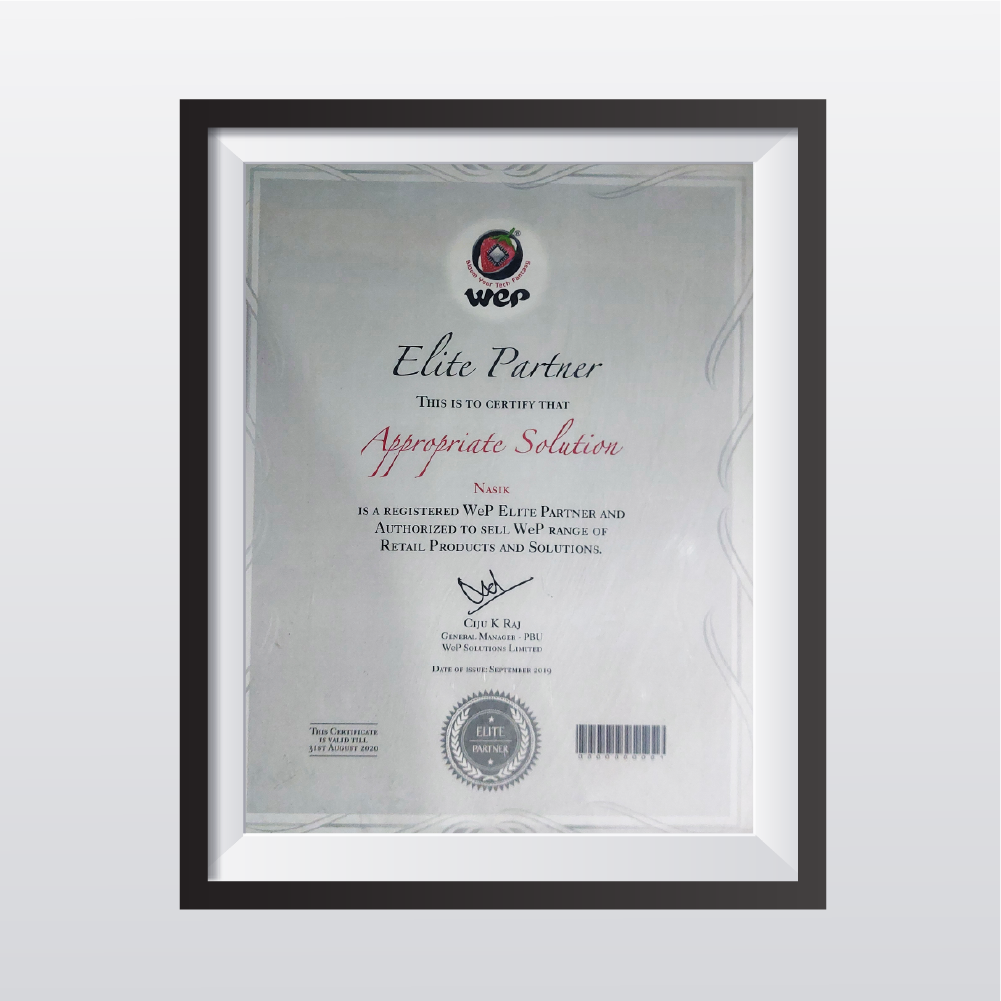 Bloom Your Tech Fantasy
WeP
Elite Partner
THIS IS TO CERTIFY THAT
Appropriate Solution
NASIK
IS A REGISTERED WeP ELITE PARTNER AND
AUTHORIZED TO SELL WeP RANGE OF
RETAIL PRODUCTS AND SOLUTIONS.
CIJU K RAJ
GENERAL MANAGER - PBU
WeP SOLUTIONS LIMITED
DATE OF ISSUE: SEPTEMBER 2019
THIS CERTIFICATE
IS VALID TILL
31ST AUGUST 2020
ELITE
PARTNER